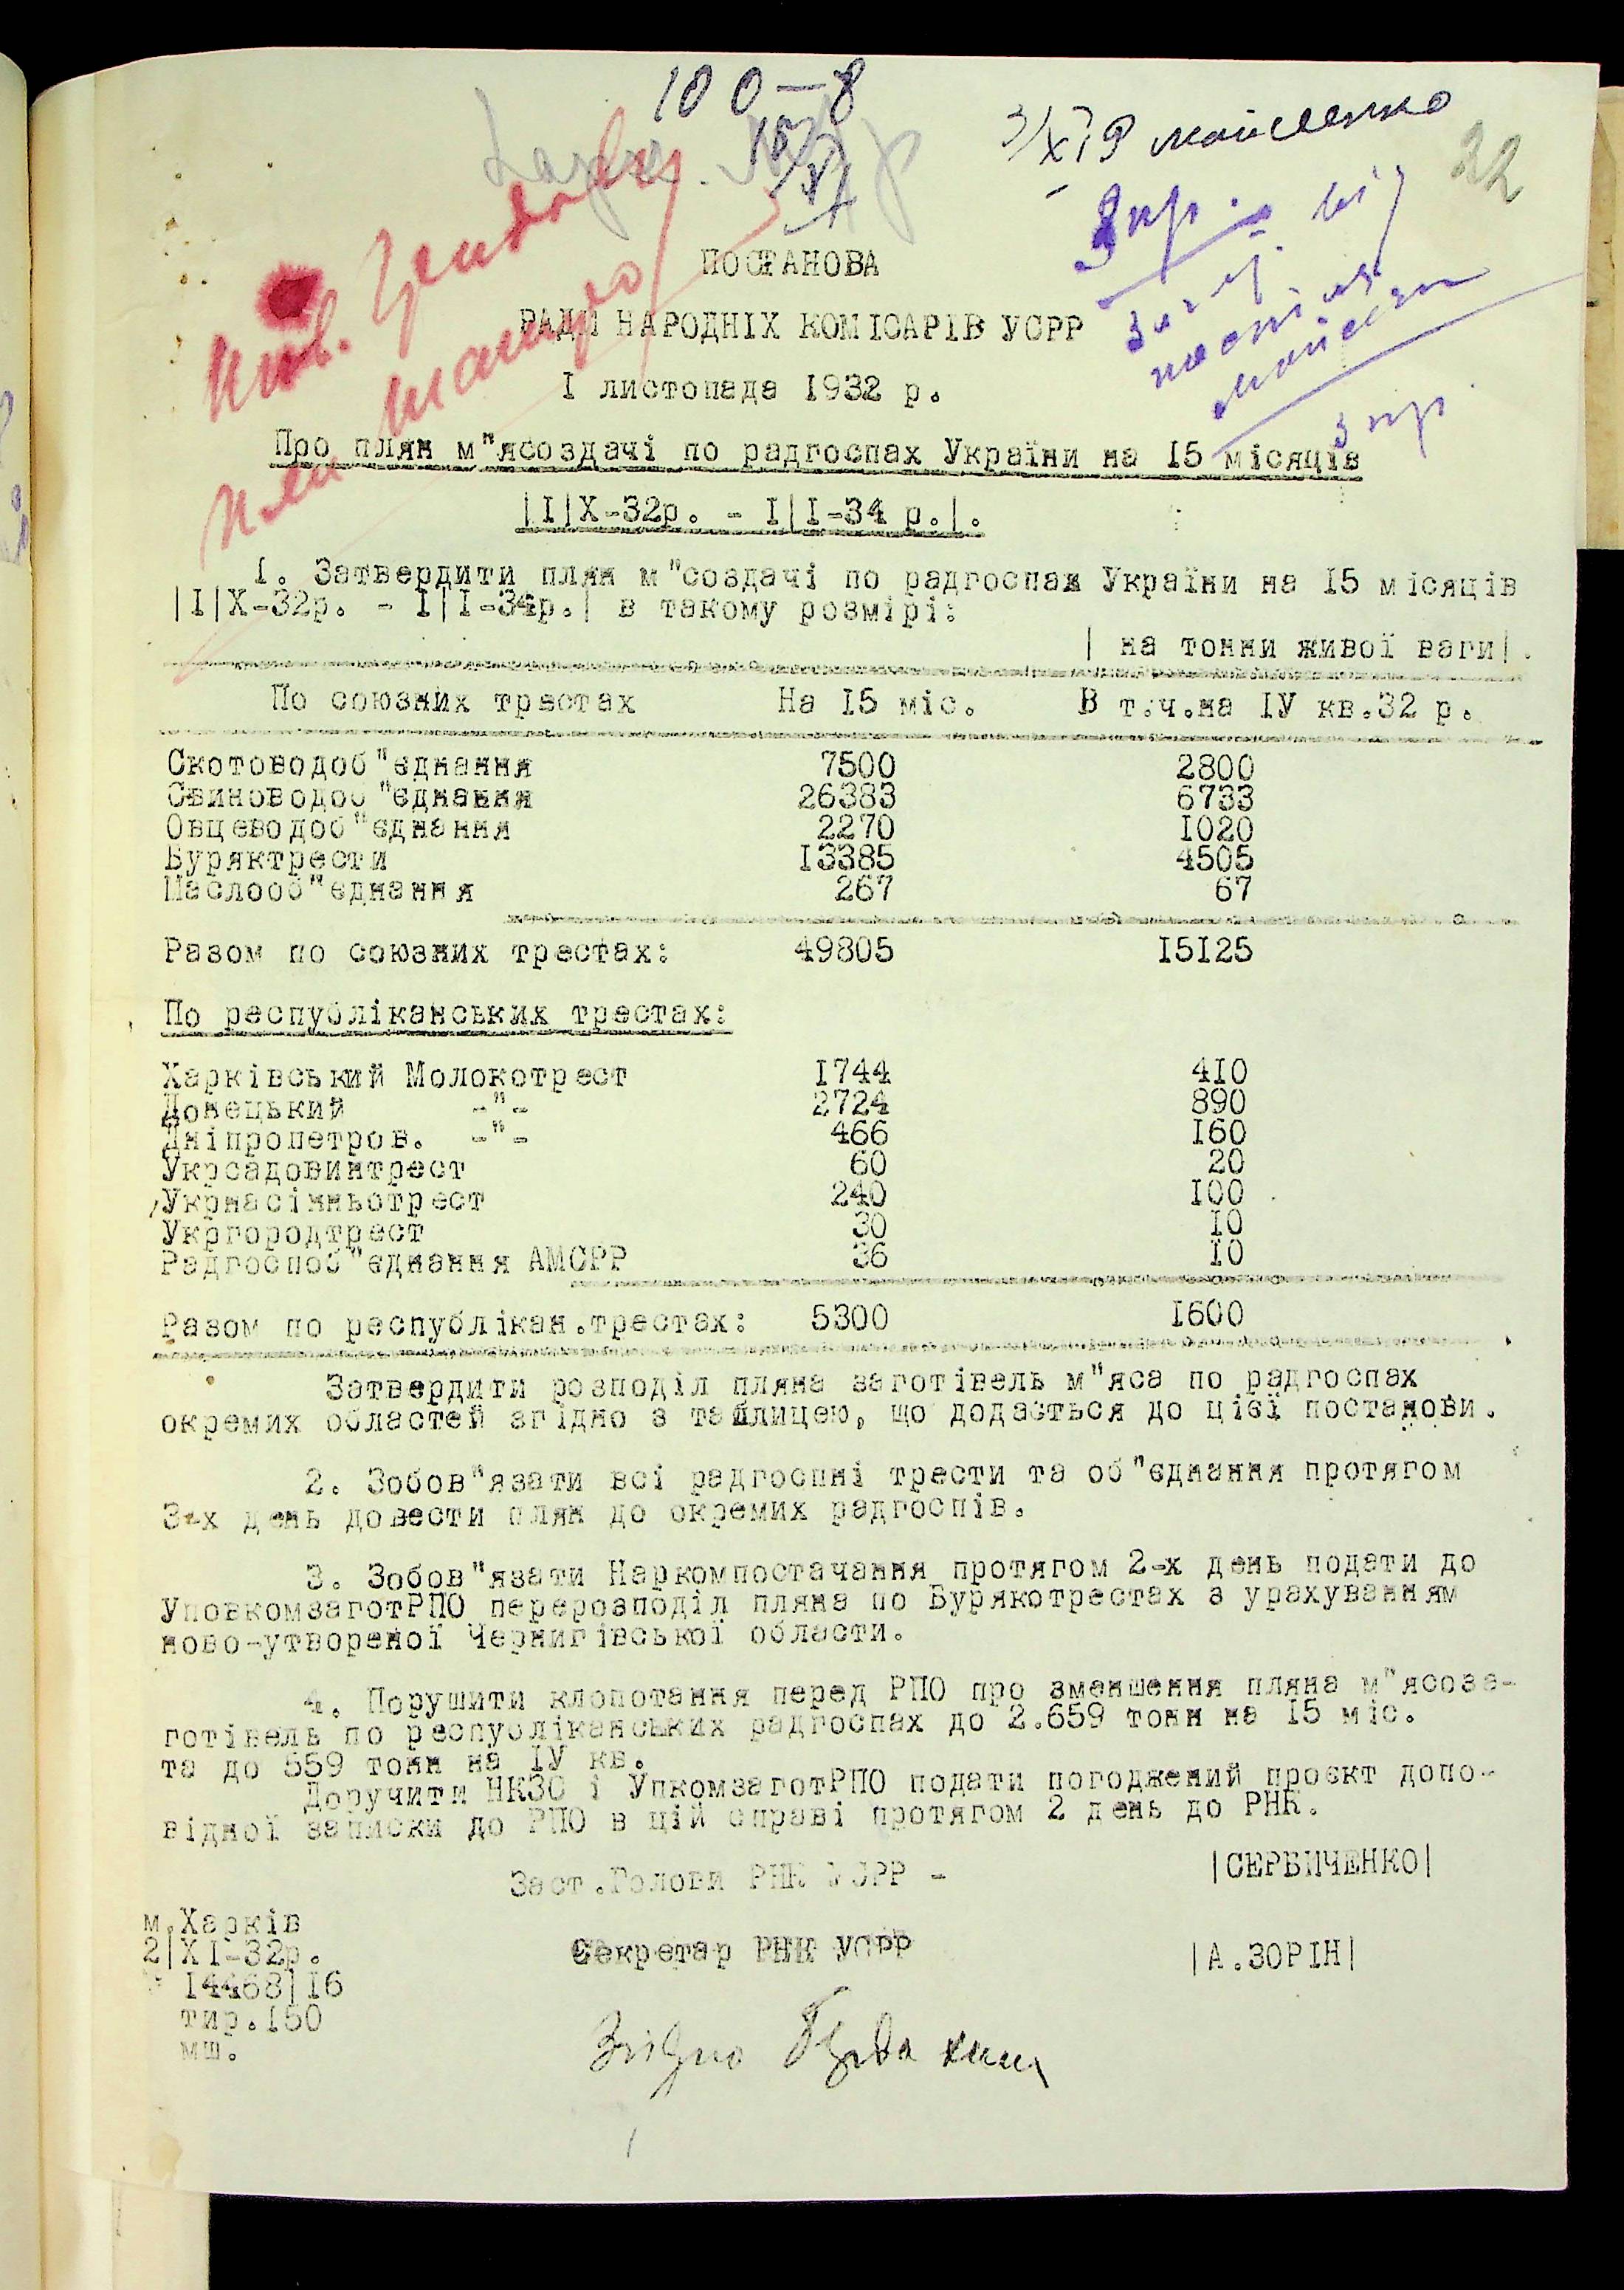 100-8
22
ПОСТАНОВА
РАДИ НАРОДНІХ КОМІСАРІВ УСРР
I листопада 1932 р.
Про плян м"ясоздачі по радгоспах України на 15 місяців
|I|X-32р. - I|I-34 р.|.
1. Затвердити плян м"создачі по радгоспах України на 15 місяців
|I|X-32р. - I|I-34р.| в такому розмірі:
| на тонни живої ваги|.
По союзних трестах На 15 міс. В т.ч.на IУ кв.32 р.
Скотоводоб"єднання 7500 2800
Свиноводоб"єднання 26383 6733
Овцеводоб"єднання 2270 1020
Буряктрести 13385 4505
Маслооб"єднання 267 67
Разом по союзних трестах: 49805 15125
По республіканських трестах:
Харківський Молокотрест 1744 410
Донецький -"- 2724 890
Дніпропетров. -"- 466 160
Укрсадовинтрест 60 20
Укрнасінньотрест 240 100
Укргородтрест 30 10
Радгоспоб"єднання АМСРР 36 10
Разом по республікан.трестах: 5300 1600
Затвердити розподіл пляна заготівель м"яса по радгоспах
окремих областей згідно з таблицею, що додається до цієї постанови.
2. Зобов"язати всі радгоспні трести та об"єднання протягом
3-х день довести плян до окремих радгоспів.
3. Зобов"язати Наркомпостачання протягом 2-х день подати до
УповкомзаготРПО перерозподіл пляна по Бурякотрестах з урахуванням
ново-утвореної Чернигівської области.
4. Порушити клопотання перед РПО про зменшення пляна м"ясоза-
готівель по республіканських радгоспах до 2.659 тонн на 15 міс.
та до 559 тонн на IУ кв.
Доручити НКЗС і УпкомзаготРПО подати погоджений проєкт допо-
відної записки до РПО в цій справі протягом 2 день до РНК.
Заст.Голови РНК УСРР - |СЕРБИЧЕНКО|
м.Харків
2|XI-32р.
Секретар РНК УСРР |А.ЗОРІН|
14468|16
тир.150
мш.
Згідно